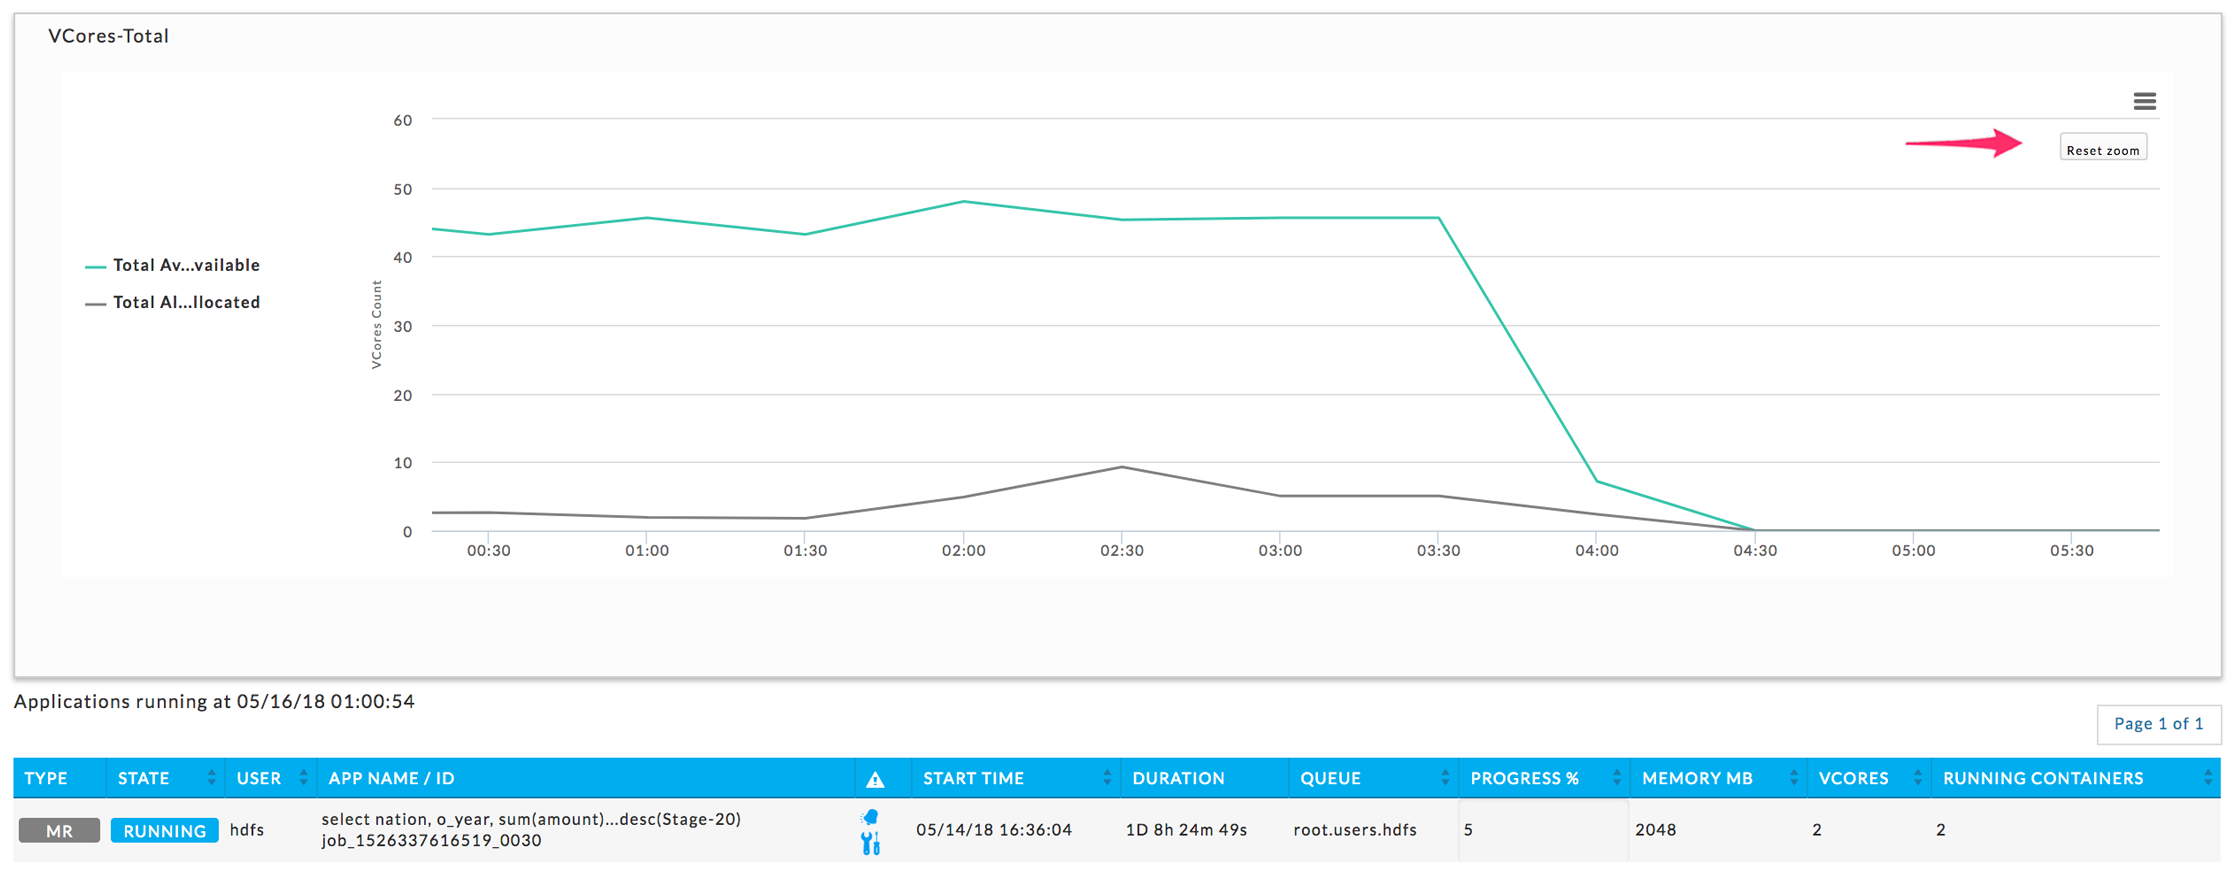 VCores-Total
60
Reset zoom
50
40
30
20
10
0
VCores Count
Total Av...vailable
Total Al...llocated
00:30 01:00 01:30 02:00 02:30 03:00 03:30 04:00 04:30 05:00 05:30
Applications running at 05/16/18 01:00:54
Page 1 of 1
TYPE STATE USER APP NAME / ID START TIME DURATION QUEUE PROGRESS % MEMORY MB VCORES RUNNING CONTAINERS
MR RUNNING hdfs select nation, o_year, sum(amount)...desc(Stage-20) 05/14/18 16:36:04 1D 8h 24m 49s root.users.hdfs 5 2048 2 2
job_1526337616519_0030